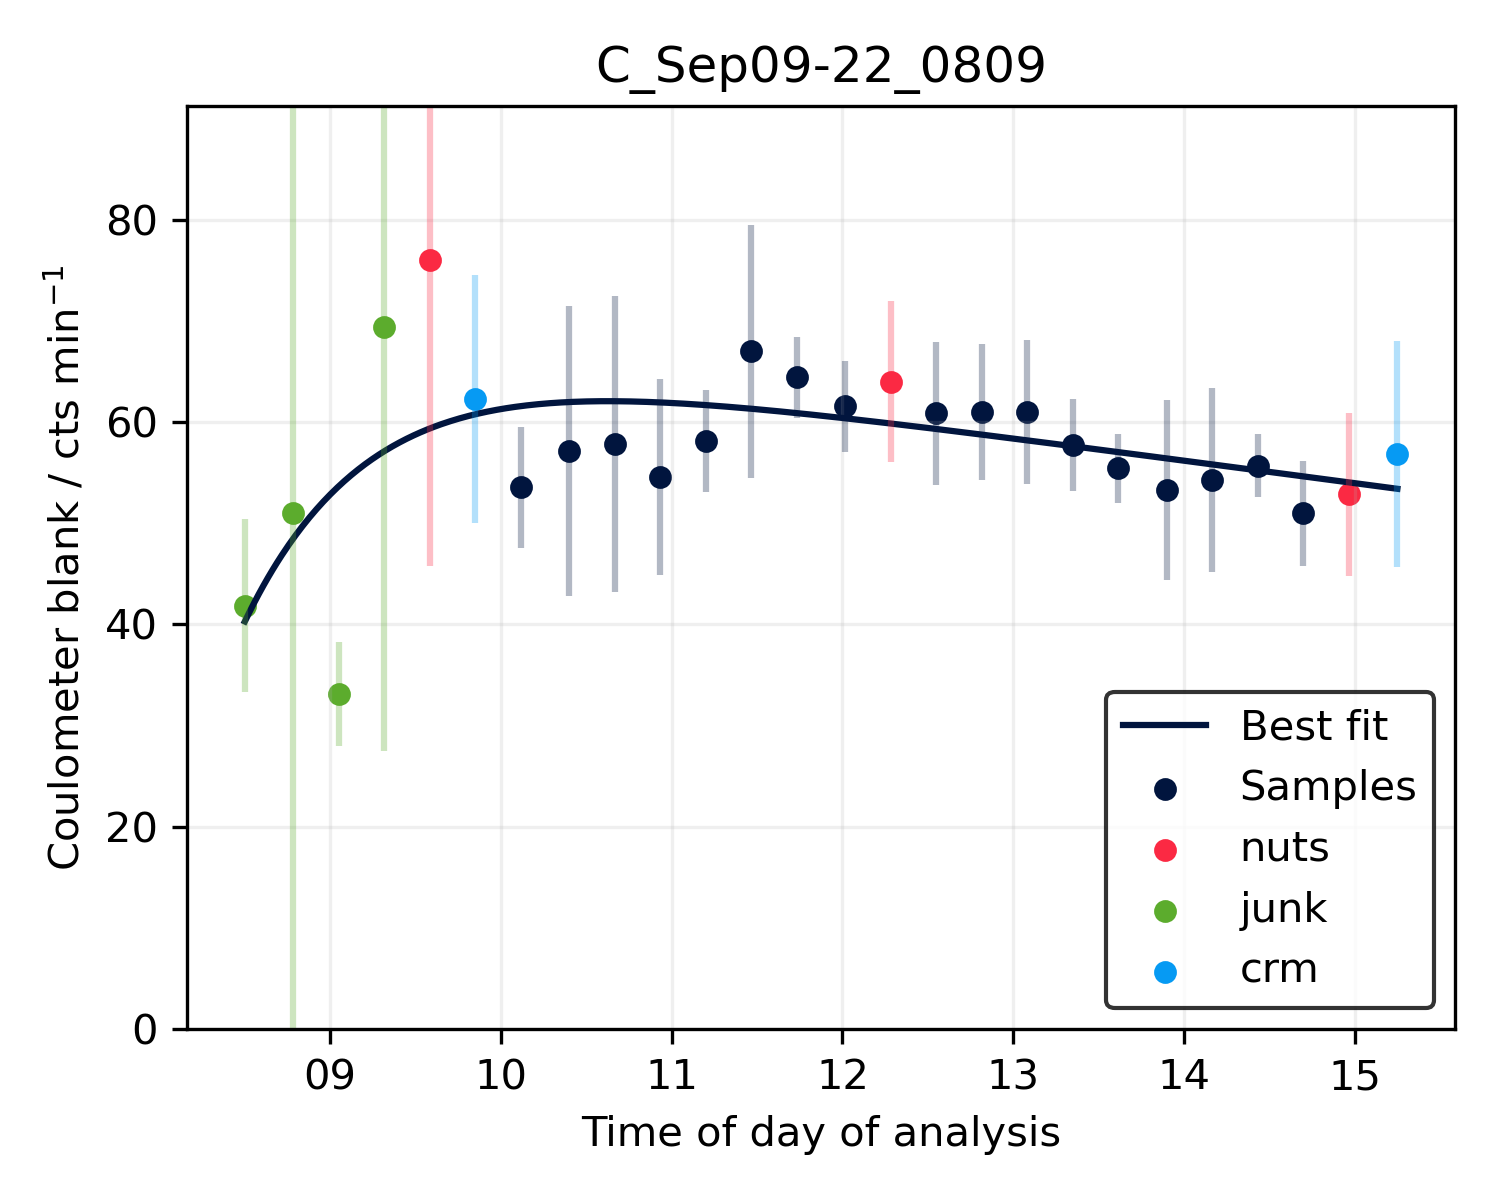 C_Sep09-22_0809
Coulometer blank / cts min⁻¹
80
60
40
20
0
09 10 11 12 13 14 15
Time of day of analysis
Best fit
Samples
nuts
junk
crm